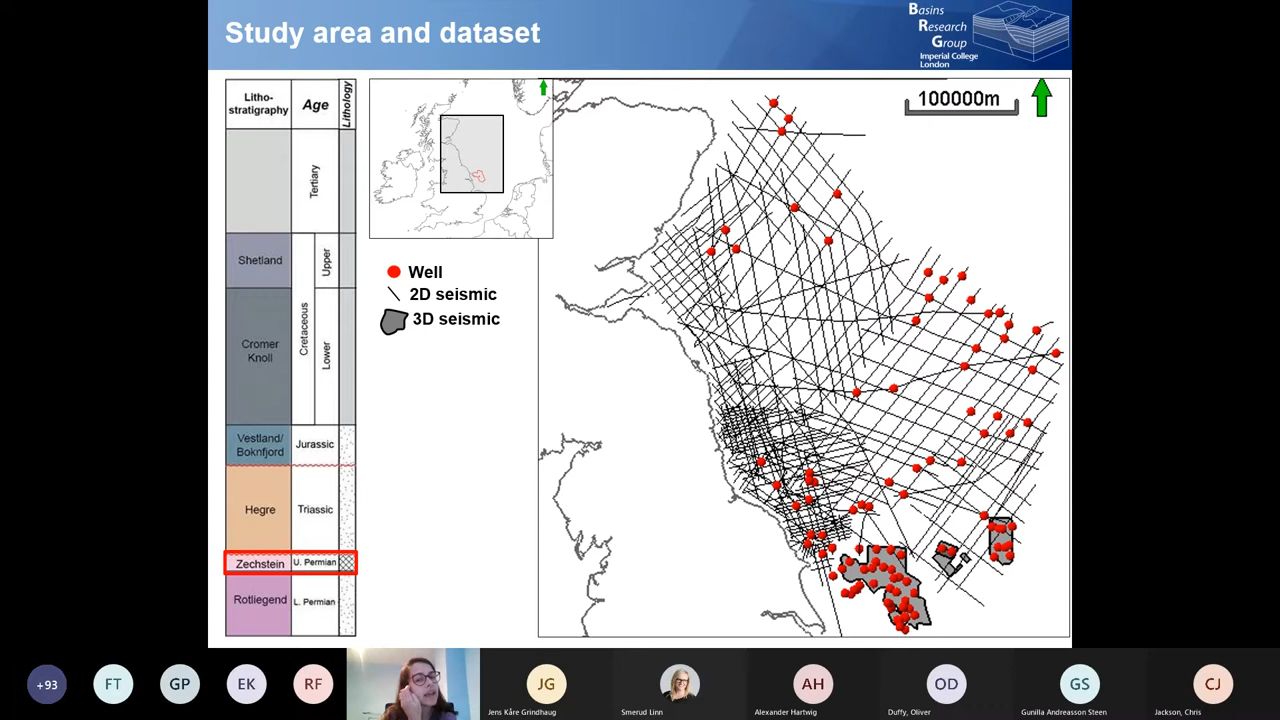 Study area and dataset
Basins
Research
Group
Imperial College
London
Litho-
stratigraphy
Age
Lithology
Tertiary
Shetland
Upper
Cretaceous
Cromer
Knoll
Lower
Vestland/
Boknfjord
Jurassic
Hegre
Triassic
Zechstein
U. Permian
Rotliegend
L. Permian
Well
2D seismic
3D seismic
100000m
+93
FT
GP
EK
RF
JG
Jens Kåre Grindhaug
Smerud Linn
AH
Alexander Hartwig
OD
Duffy, Oliver
GS
Gunilla Andreasson Steen
CJ
Jackson, Chris